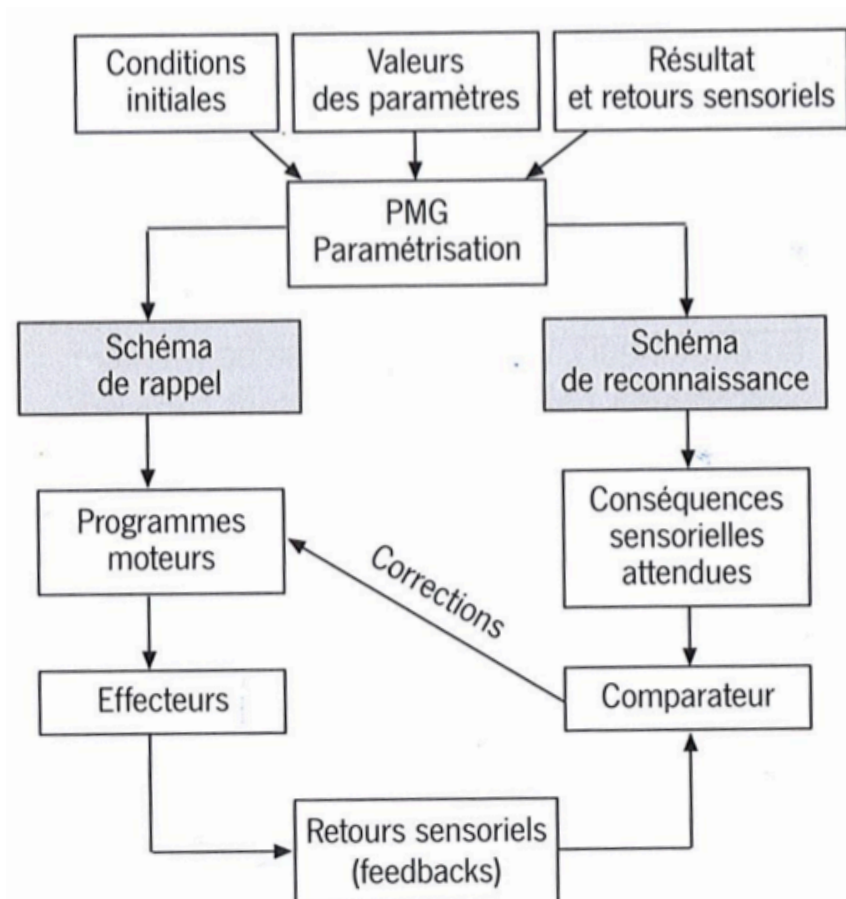 Conditions
initiales
Valeurs
des paramètres
Résultat
et retours sensoriels
PMG
Paramétrisation
Schéma
de rappel
Schéma
de reconnaissance
Programmes
moteurs
Conséquences
sensorielles
attendues
Corrections
Effecteurs
Comparateur
Retours sensoriels
(feedbacks)